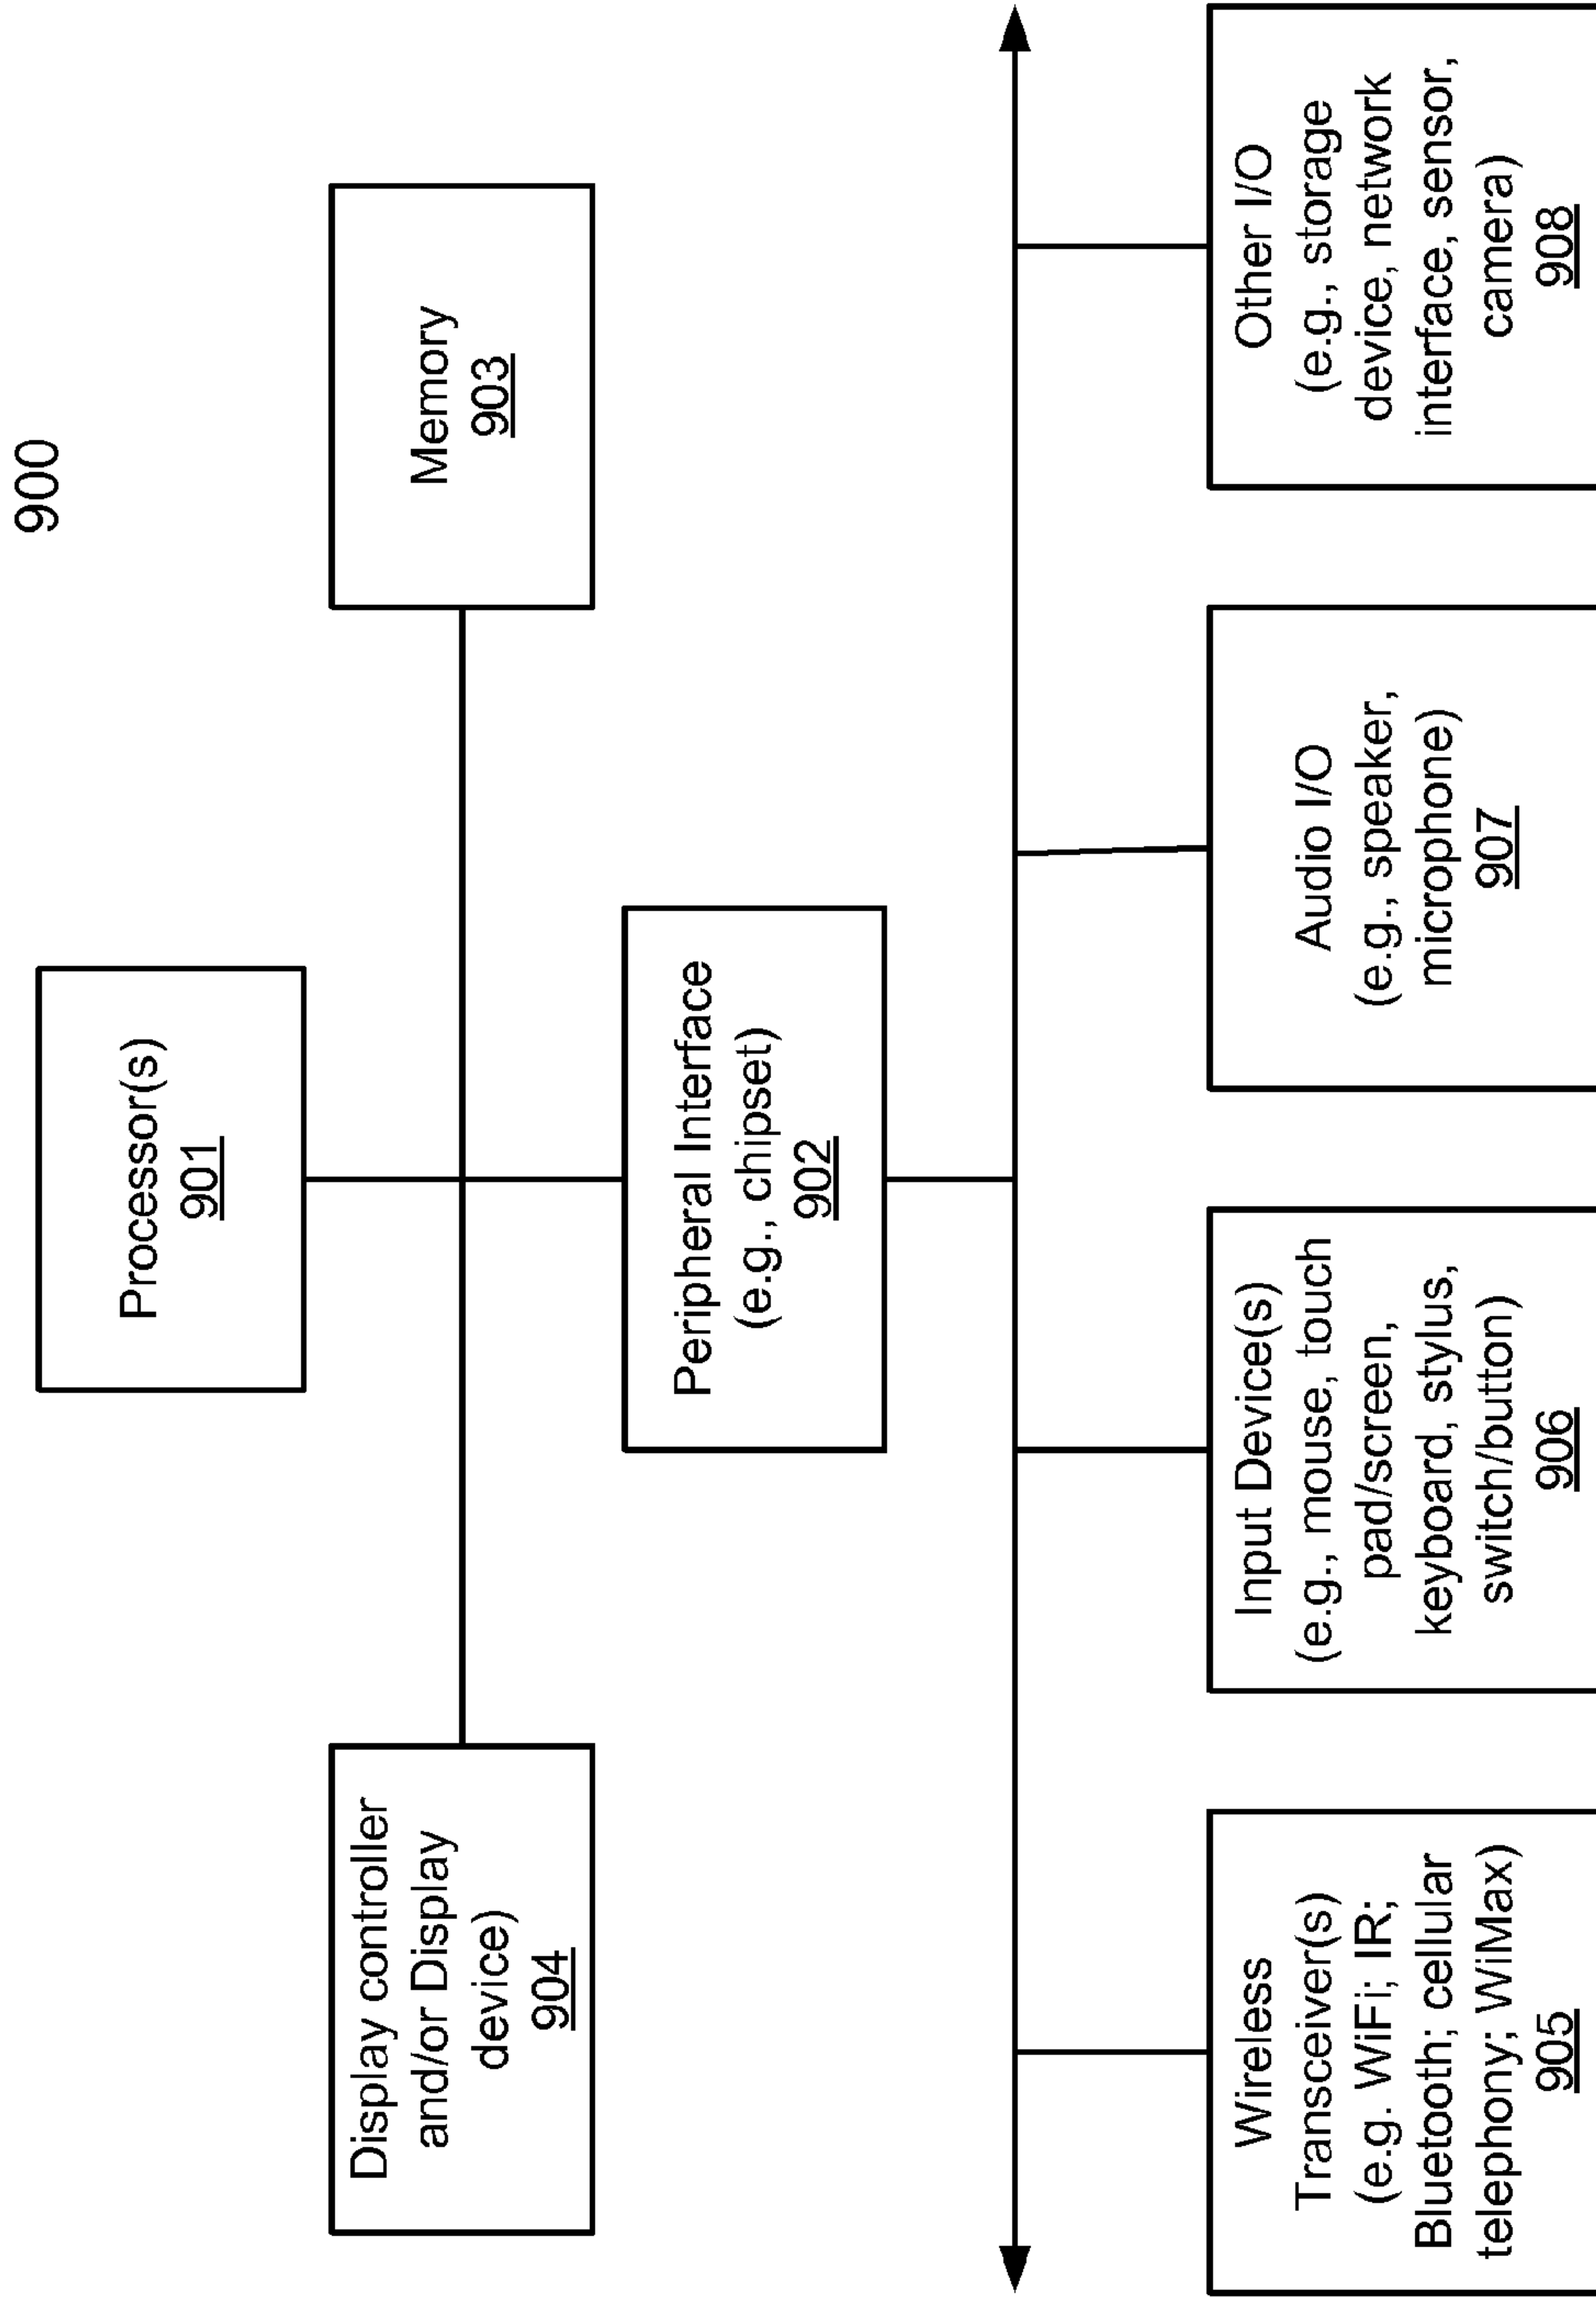 900
Processor(s)
901
Display controller
and/or Display
device)
904
Memory
903
Peripheral Interface
(e.g., chipset)
902
Wireless
Transceiver(s)
(e.g. WiFi; IR;
Bluetooth; cellular
telephony; WiMax)
905
Input Device(s)
(e.g., mouse, touch
pad/screen,
keyboard, stylus,
switch/button)
906
Audio I/O
(e.g., speaker,
microphone)
907
Other I/O
(e.g., storage
device, network
interface, sensor,
camera)
908